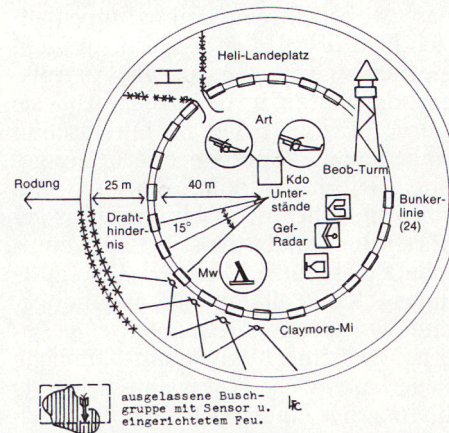 Heli-Landeplatz
Art
Beob-Turm
Kdo
Rodung
25 m
40 m
Unter-
stände
Bunker-
linie
(24)
Draht-
hinder-
nis
15°
Gef-
Radar
Mw
Claymore-Mi
ausgelassene Busch-
gruppe mit Sensor u.
eingerichtetem Feu.